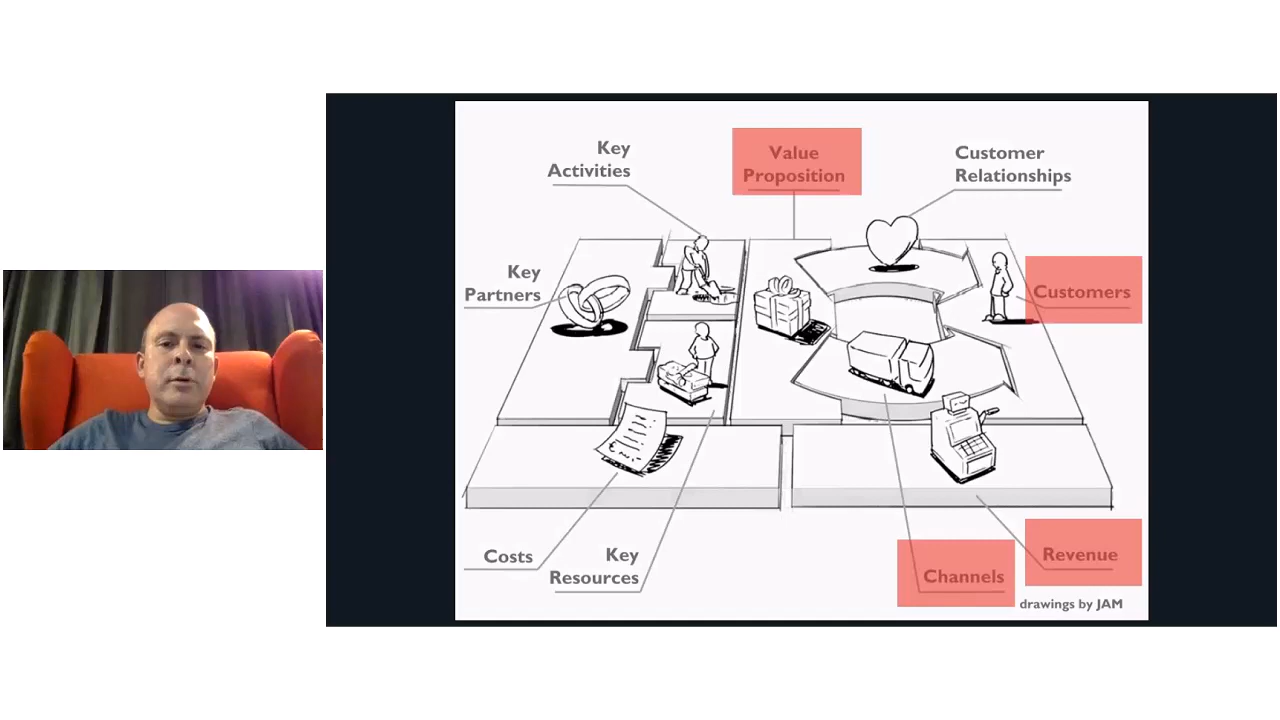 Key
Activities
Value
Proposition
Customer
Relationships
Key
Partners
Customers
Costs
Key
Resources
Channels
Revenue
drawings by JAM